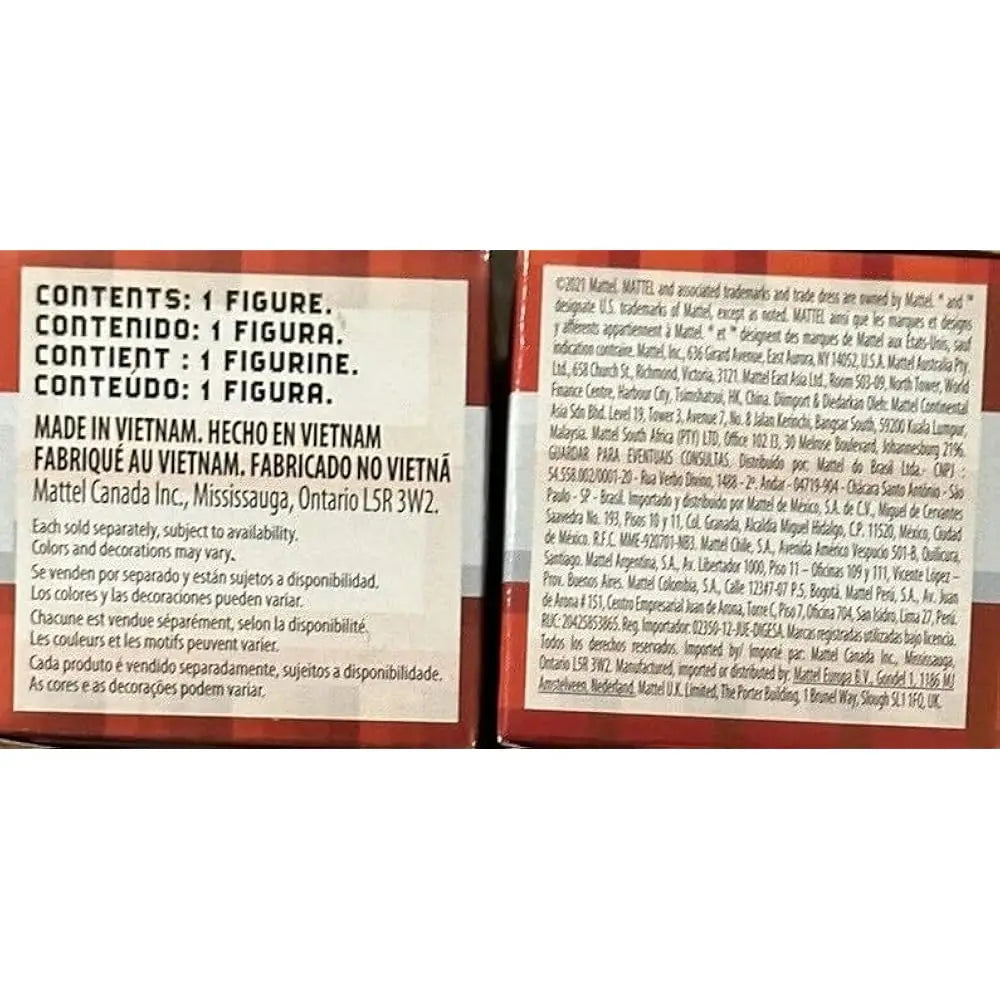 CONTENTS: 1 FIGURE.
CONTENIDO: 1 FIGURA.
CONTIENT : 1 FIGURINE.
CONTEÚDO: 1 FIGURA.
MADE IN VIETNAM. HECHO EN VIETNAM
FABRIQUÉ AU VIETNAM. FABRICADO NO VIETNÃ
Mattel Canada Inc., Mississauga, Ontario L5R 3W2.
Each sold separately, subject to availability.
Colors and decorations may vary.
Se venden por separado y están sujetos a disponibilidad.
Los colores y las decoraciones pueden variar.
Chacune est vendue séparément, selon la disponibilité.
Les couleurs et les motifs peuvent varier.
Cada produto é vendido separadamente, sujeitos a disponibilidade.
As cores e as decorações podem variar.
©2021 Mattel. MATTEL and associated trademarks and trade dress are owned by Mattel. ® and ™
designate U.S. trademarks of Mattel, except as noted. MATTEL ainsi que les marques et designs
y afférents appartiennent à Mattel. ® et ™ désignent des marques de Mattel aux États-Unis, sauf
indication contraire. Mattel, Inc., 636 Girard Avenue, East Aurora, NY 14052, U.S.A. Mattel Australia Pty.
Ltd., 658 Church St., Richmond, Victoria, 3121. Mattel East Asia Ltd., Room 503-09, North Tower, World
Finance Centre, Harbour City, Tsimshatsui, HK, China. Diimport & Diedarkan Oleh: Mattel Continental
Asia Sdn Bhd. Level 19, Tower 3, Avenue 7, No. 8 Jalan Kerinchi, Bangsar South, 59200 Kuala Lumpur,
Malaysia. Mattel South Africa (PTY) LTD, Office 102 I3, 30 Melrose Boulevard, Johannesburg 2196.
GUARDAR PARA EVENTUAIS CONSULTAS. Distribuído por: Mattel do Brasil Ltda.- CNPJ :
54.558.002/0001-20 - Rua Verbo Divino, 1488 - 2º. Andar - 04719-904 - Chácara Santo Antônio - São
Paulo - SP - Brasil. Importado y distribuido por Mattel de México, S.A. de C.V., Miguel de Cervantes
Saavedra No. 193, Pisos 10 y 11, Col. Granada, Alcaldía Miguel Hidalgo, C.P. 11520, México, Ciudad
de México. R.F.C. MME-920701-NB3. Mattel Chile, S.A., Avenida Américo Vespucio 501-B, Quilicura,
Santiago. Mattel Argentina, S.A., Av. Libertador 1000, Piso 11 – Oficinas 109 y 111, Vicente López –
Prov. Buenos Aires. Mattel Colombia, S.A., Calle 123#7-07 P.5, Bogotá. Mattel Perú, S.A., Av. Juan
de Arona # 151, Centro Empresarial Juan de Arona, Torre C, Piso 7, Oficina 704, San Isidro, Lima 27, Perú.
RUC: 20425853865. Reg. Importador: 02350-12-JUE-DIGESA. Marcas registradas utilizadas bajo licencia.
Todos los derechos reservados. Imported by/ Importé par: Mattel Canada Inc., Mississauga,
Ontario L5R 3W2. Manufactured, imported or distributed by: Mattel Europa B.V., Gondel 1, 1186 MJ
Amstelveen, Nederland. Mattel U.K. Limited, The Porter Building, 1 Brunel Way, Slough SL1 1FQ, UK.